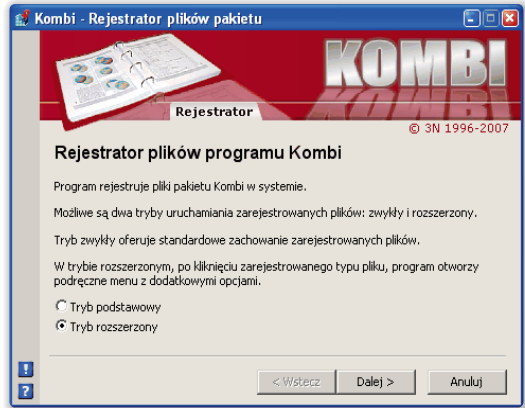 Kombi - Rejestrator plików pakietu
KOMBI
Rejestrator
© 3N 1996-2007
Rejestrator plików programu Kombi
Program rejestruje pliki pakietu Kombi w systemie.
Możliwe są dwa tryby uruchamiania zarejestrowanych plików: zwykły i rozszerzony.
Tryb zwykły oferuje standardowe zachowanie zarejestrowanych plików.
W trybie rozszerzonym, po kliknięciu zarejestrowanego typu pliku, program otworzy
podręczne menu z dodatkowymi opcjami.
Tryb podstawowy
Tryb rozszerzony
< Wstecz Dalej > Anuluj